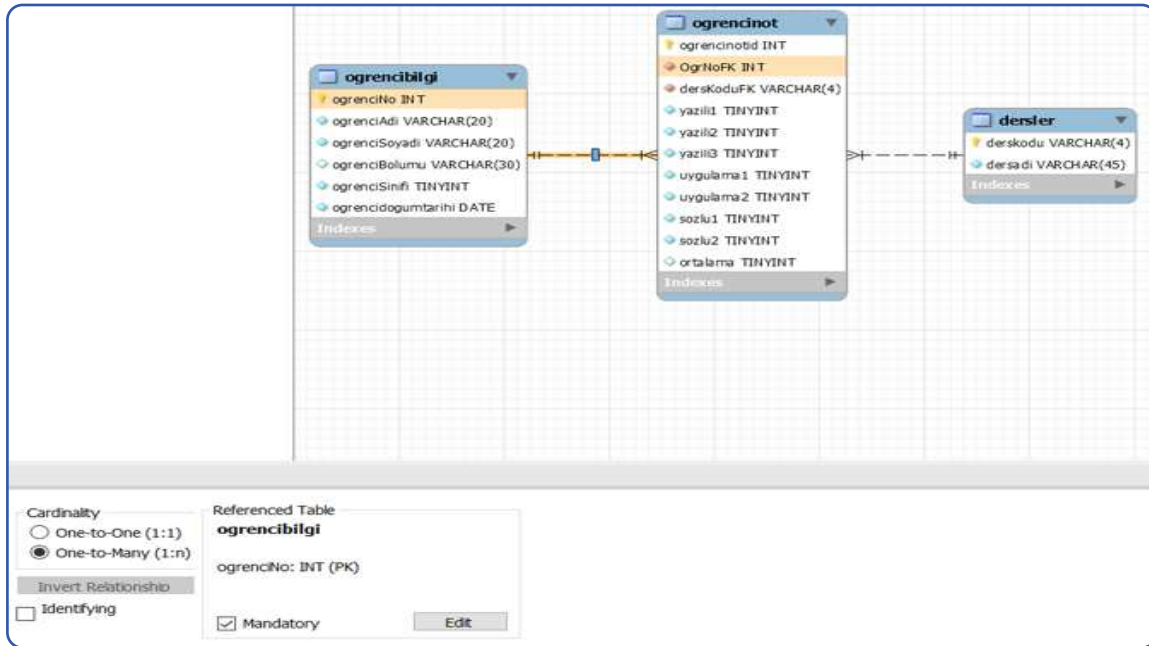 ogrencibilgi
ogrenciNo INT
ogrenciAdi VARCHAR(20)
ogrenciSoyadi VARCHAR(20)
ogrenciBolumu VARCHAR(30)
ogrenciSinifi TINYINT
ogrencidogumtarihi DATE
Indexes
ogrencinot
ogrencinotid INT
OgrNoFK INT
dersKoduFK VARCHAR(4)
yazili1 TINYINT
yazili2 TINYINT
yazili3 TINYINT
uygulama1 TINYINT
uygulama2 TINYINT
sozlu1 TINYINT
sozlu2 TINYINT
ortalama TINYINT
Indexes
dersler
derskodu VARCHAR(4)
dersadi VARCHAR(45)
Indexes
Cardinality
One-to-One (1:1)
One-to-Many (1:n)
Invert Relationship
Identifying
Referenced Table
ogrencibilgi
ogrenciNo: INT (PK)
Mandatory
Edit